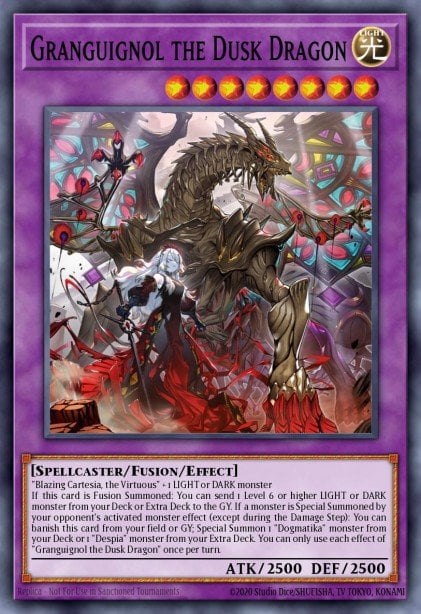 GRANGUIGNOL THE DUSK DRAGON
LIGHT
光
[SPELLCASTER/FUSION/EFFECT]
"Blazing Cartesia, the Virtuous" + 1 LIGHT or DARK monster
If this card is Fusion Summoned: You can send 1 Level 6 or higher LIGHT or DARK
monster from your Deck or Extra Deck to the GY. If a monster is Special Summoned by
your opponent's activated monster effect (except during the Damage Step): You can
banish this card from your field or GY; Special Summon 1 "Dogmatika" monster from
your Deck or 1 "Despia" monster from your Extra Deck. You can only use each effect of
"Granguignol the Dusk Dragon" once per turn.
ATK/2500 DEF/2500
Replica - Not For Use in Sanctioned Tournaments
©2020 Studio Dice/SHUEISHA, TV TOKYO, KONAMI